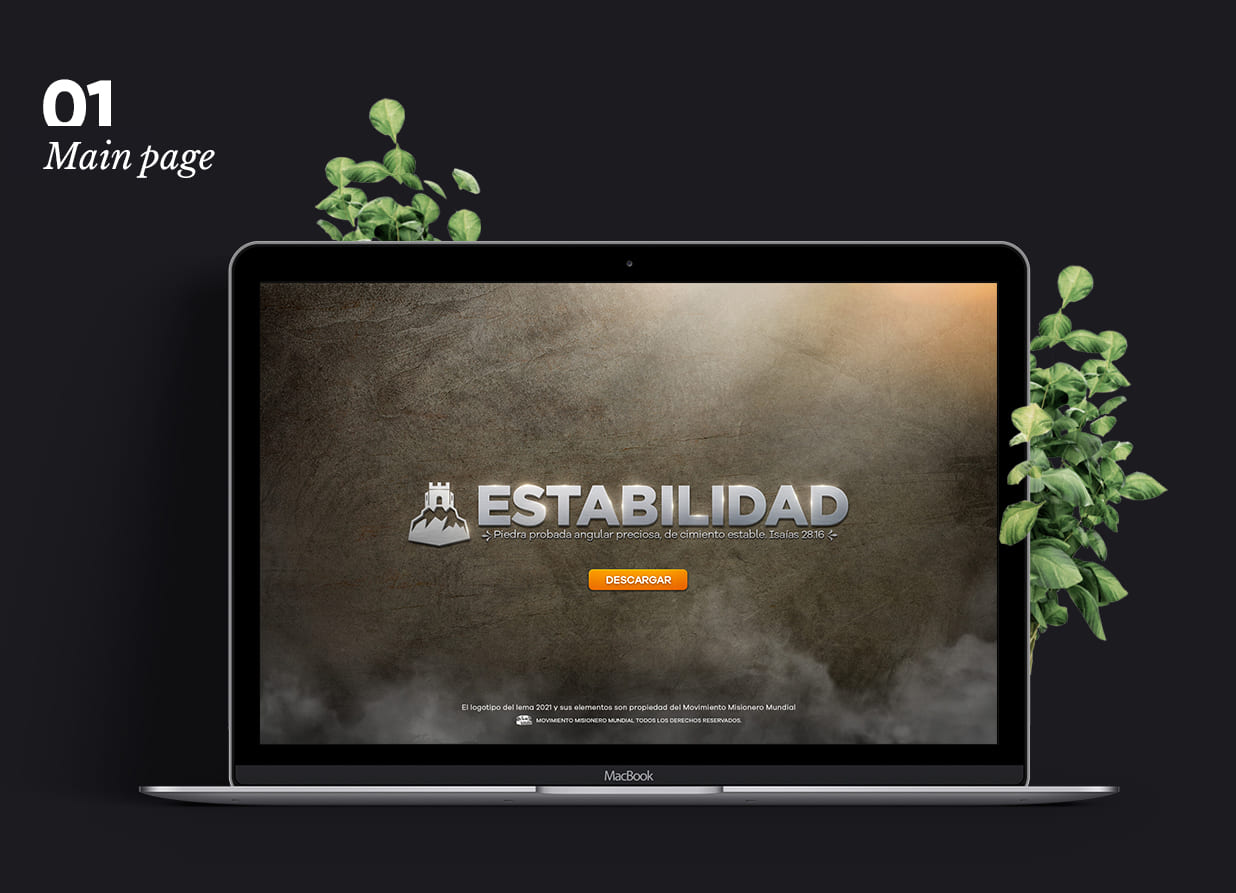 01
Main page
ESTABILIDAD
Piedra probada angular preciosa, de cimiento estable. Isaías 28:16
DESCARGAR
El logotipo del lema 2021 y sus elementos son propiedad del Movimiento Misionero Mundial
MOVIMIENTO MISIONERO MUNDIAL TODOS LOS DERECHOS RESERVADOS.
MacBook